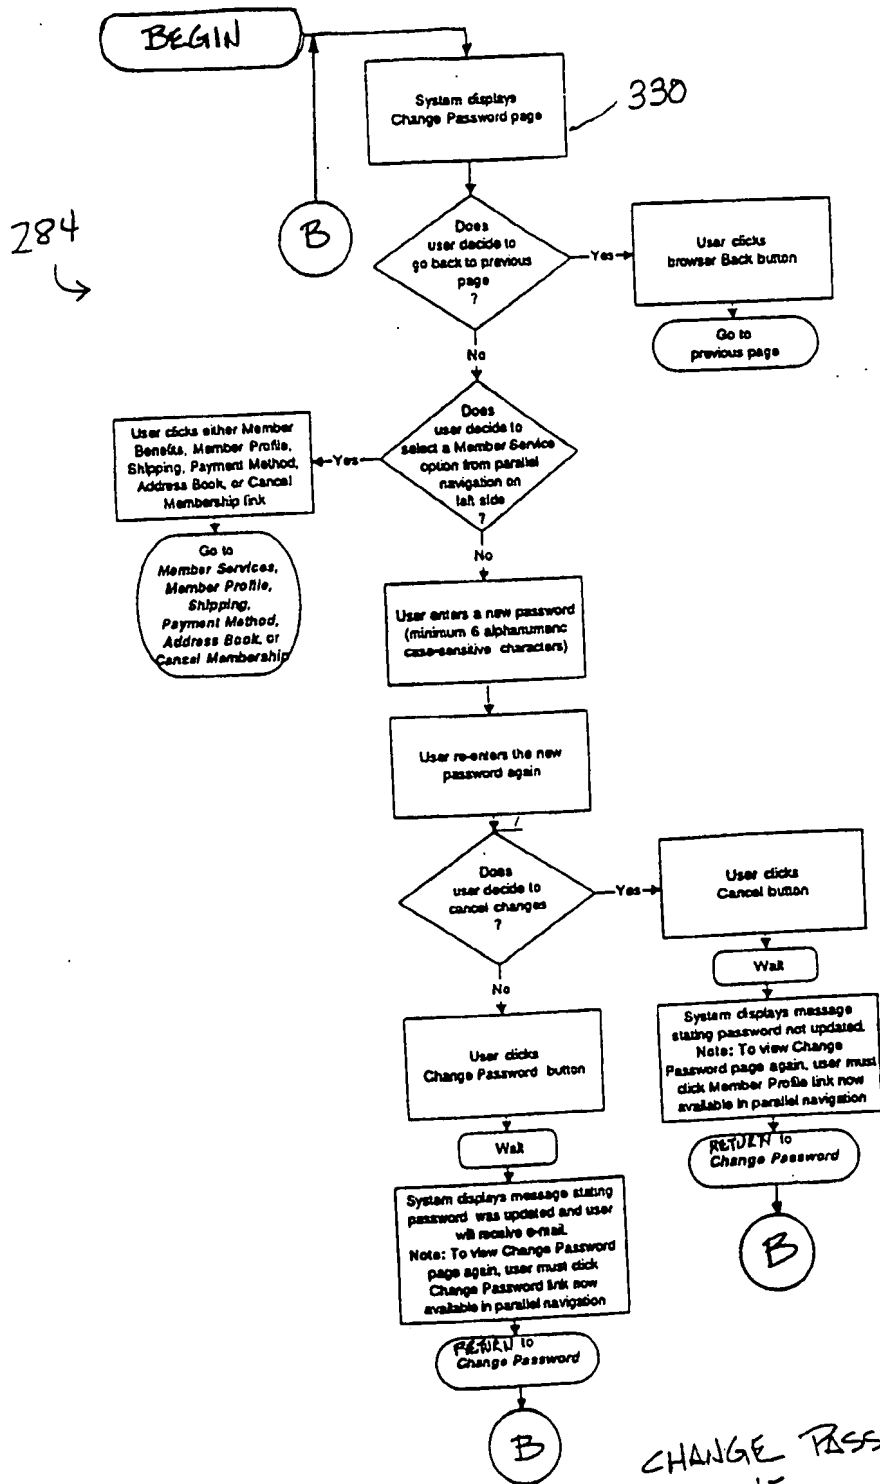 BEGIN
System displays
Change Password page
330
284
B
Does
user decide to
go back to previous
page
?
Yes
User clicks
browser Back button
Go to
previous page
No
Does
user decide to
select a Member Service
option from parallel
navigation on
left side
?
Yes
User clicks either Member
Benefits, Member Profile,
Shipping, Payment Method,
Address Book, or Cancel
Membership link
Go to
Member Services,
Member Profile,
Shipping,
Payment Method,
Address Book, or
Cancel Membership
No
User enters a new password
(minimum 6 alphanumeric
case-sensitive characters)
User re-enters the new
password again
Does
user decide to
cancel changes
?
Yes
User clicks
Cancel button
Wait
System displays message
stating password not updated.
Note: To view Change
Password page again, user must
click Member Profile link now
available in parallel navigation
RETURN to
Change Password
B
No
User clicks
Change Password button
Wait
System displays message stating
password was updated and user
will receive e-mail.
Note: To view Change Password
page again, user must click
Change Password link now
available in parallel navigation
RETURN to
Change Password
B
CHANGE PASS